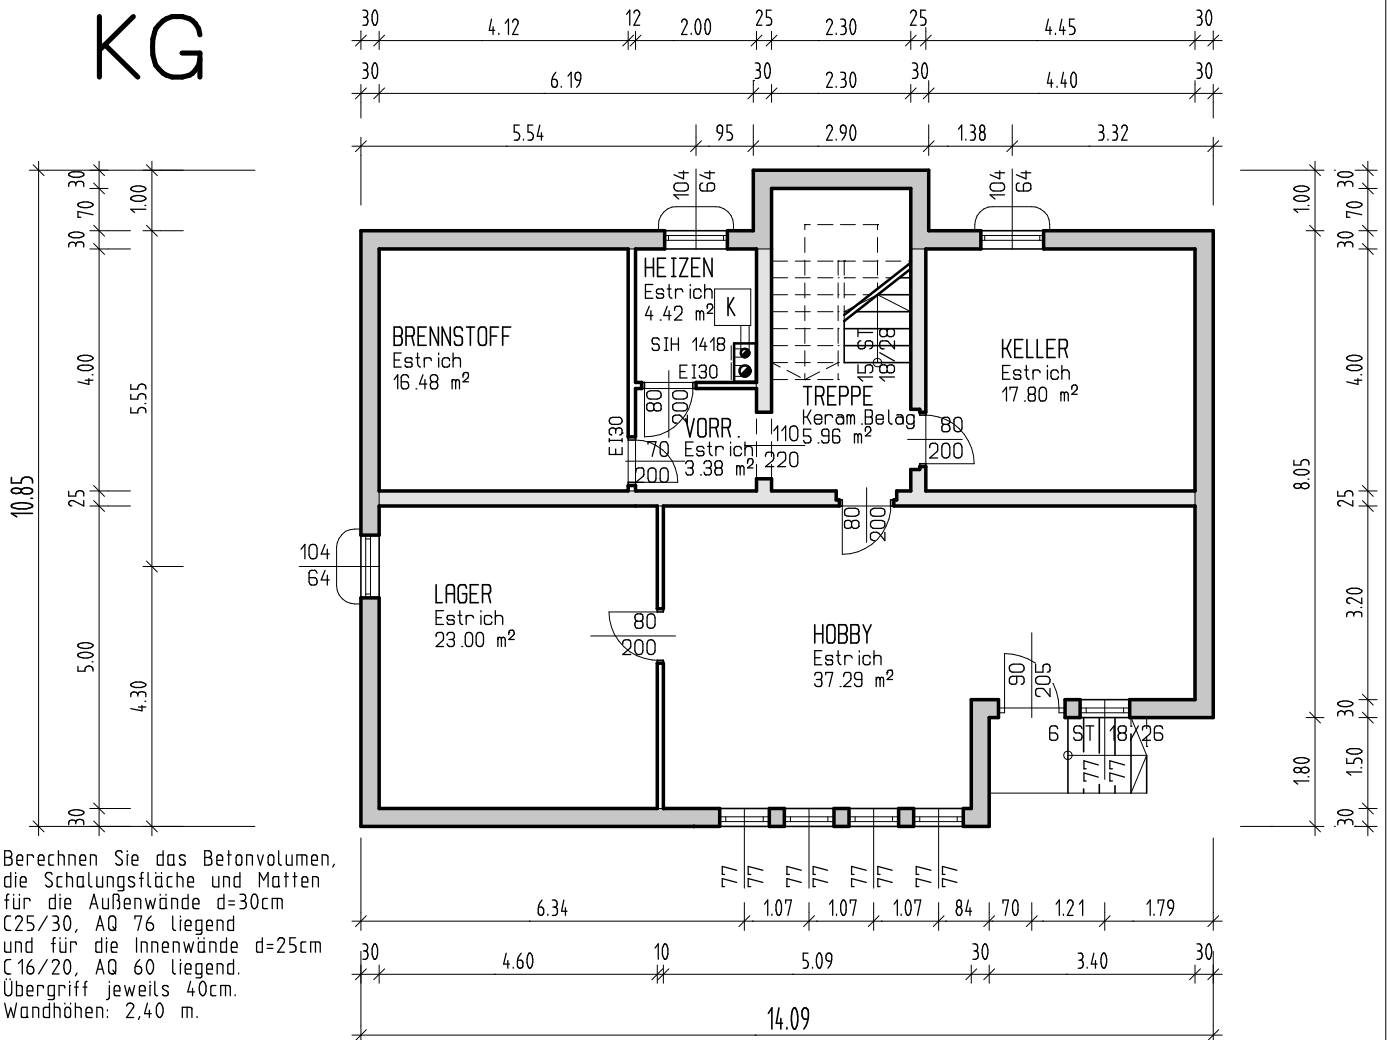 KG
30 4.12 12 2.00 25 2.30 25 4.45 30
30 6.19 30 2.30 30 4.40 30
5.54 95 2.90 1.38 3.32
10.85
30 70 30 4.00 25 5.00 30
1.00 5.55 4.30
1.00 8.05 1.80
30 70 30 4.00 25 3.20 30 1.50 30
104
64
104
64
HEIZEN
Estrich
4.42 m²
K
SIH 1418
EI30
BRENNSTOFF
Estrich
16.48 m²
KELLER
Estrich
17.80 m²
15 ST
18/28
TREPPE
Keram.Belag
5.96 m²
80
200
VORR.
Estrich
3.38 m²
EI30
70
200
110
220
80
200
80
200
104
64
LAGER
Estrich
23.00 m²
80
200
HOBBY
Estrich
37.29 m²
90
205
6 ST 18/26
77
77
77 77 77 77 77 77 77 77
Berechnen Sie das Betonvolumen,
die Schalungsfläche und Matten
für die Außenwände d=30cm
C25/30, AQ 76 liegend
und für die Innenwände d=25cm
C16/20, AQ 60 liegend.
Übergriff jeweils 40cm.
Wandhöhen: 2,40 m.
6.34 1.07 1.07 1.07 84 70 1.21 1.79
30 4.60 10 5.09 30 3.40 30
14.09